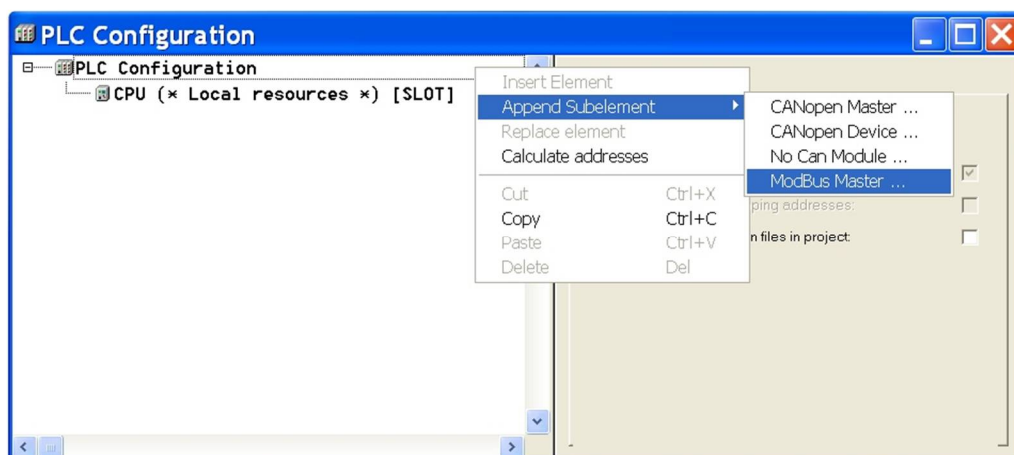 PLC Configuration
PLC Configuration
CPU (* Local resources *) [SLOT]
Insert Element
Append Subelement
Replace element
Calculate addresses
Cut Ctrl+X
Copy Ctrl+C
Paste Ctrl+V
Delete Del
CANopen Master ...
CANopen Device ...
No Can Module ...
ModBus Master ...
ping addresses:
n files in project: